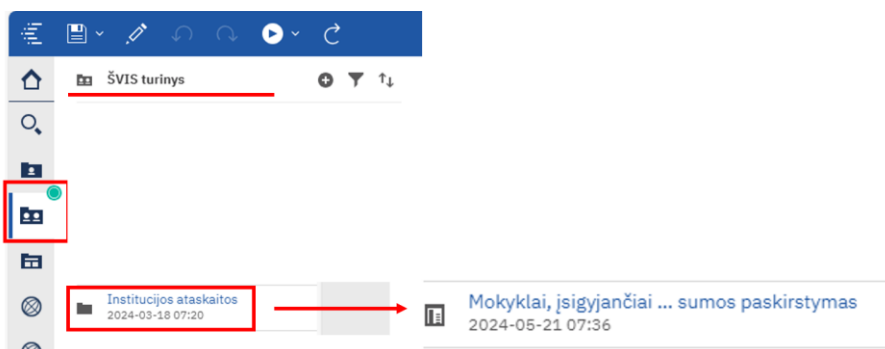 ŠVIS turinys
Institucijos ataskaitos
2024-03-18 07:20
Mokyklai, įsigyjančiai ... sumos paskirstymas
2024-05-21 07:36